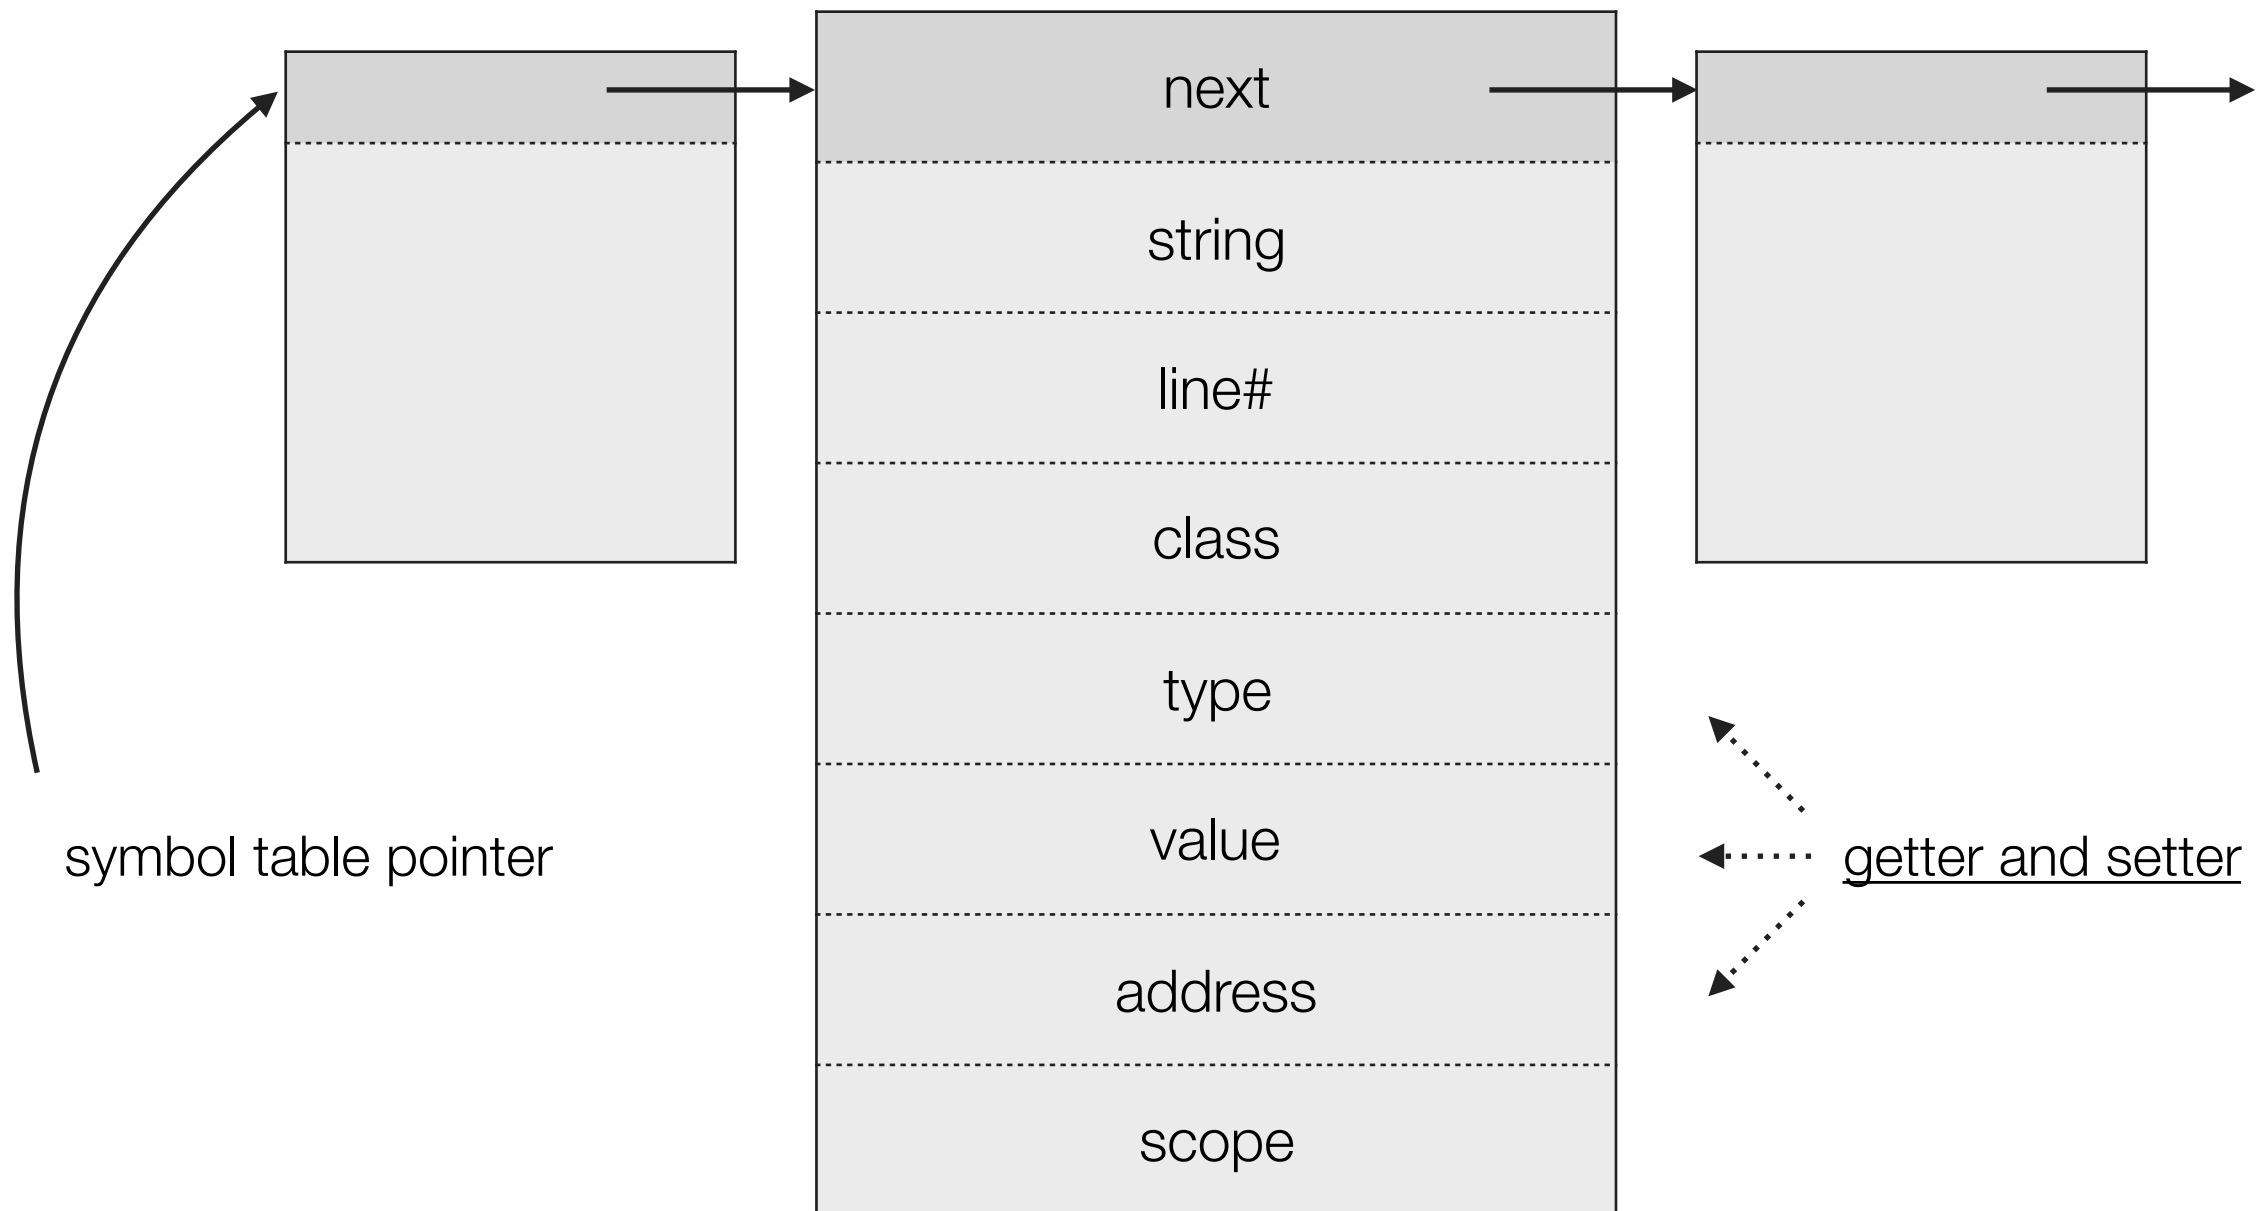 next
string
line#
class
type
value
symbol table pointer
getter and setter
address
scope